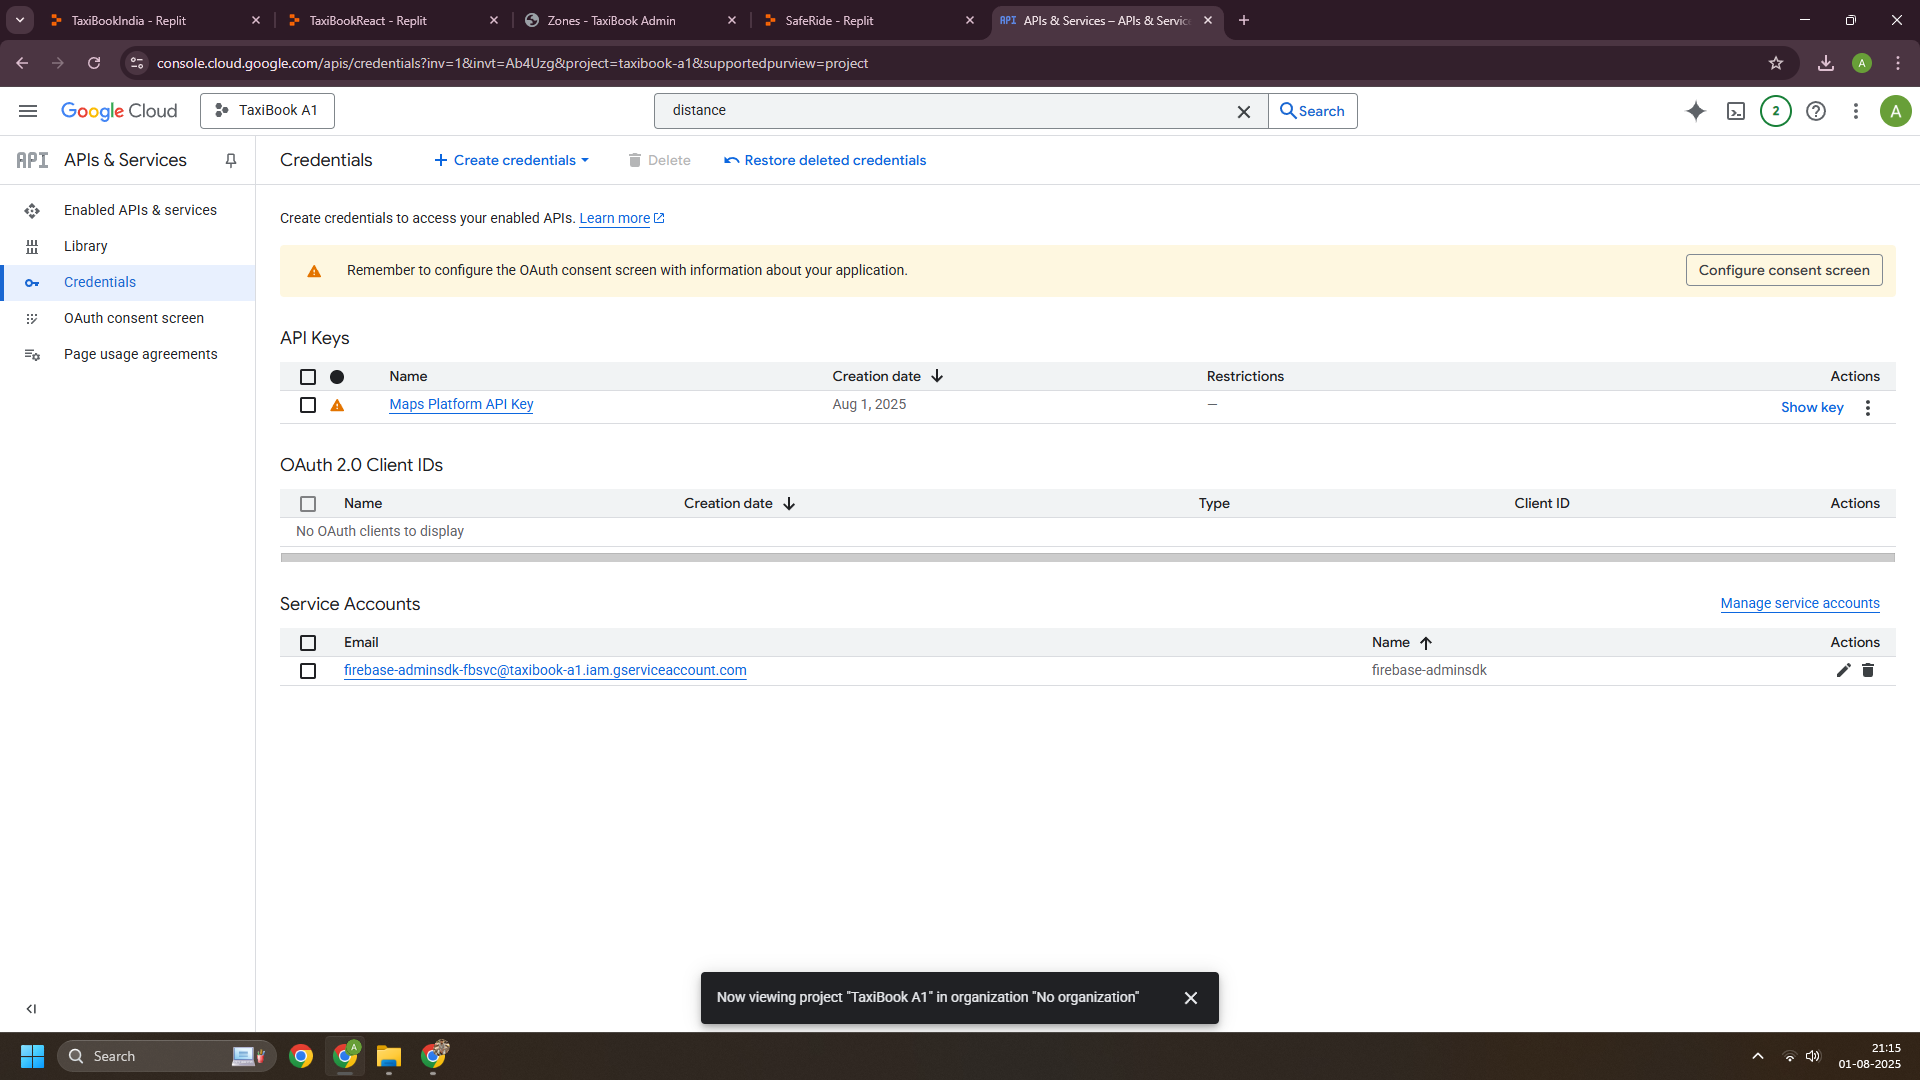 TaxiBookIndia - Replit
TaxiBookReact - Replit
Zones - TaxiBook Admin
SafeRide - Replit
API APIs & Services – APIs & Service
console.cloud.google.com/apis/credentials?inv=1&invt=Ab4Uzg&project=taxibook-a1&supportedpurview=project
A
Google Cloud
TaxiBook A1
distance
Search
2
A
API APIs & Services
Credentials
Create credentials
Delete
Restore deleted credentials
Enabled APIs & services
Library
Credentials
OAuth consent screen
Page usage agreements
Create credentials to access your enabled APIs. Learn more
Remember to configure the OAuth consent screen with information about your application.
Configure consent screen
API Keys
Name Creation date Restrictions Actions
Maps Platform API Key Aug 1, 2025 — Show key
OAuth 2.0 Client IDs
Name Creation date Type Client ID Actions
No OAuth clients to display
Service Accounts
Manage service accounts
Email Name Actions
firebase-adminsdk-fbsvc@taxibook-a1.iam.gserviceaccount.com firebase-adminsdk
Now viewing project "TaxiBook A1" in organization "No organization"
Search
A
21:15
01-08-2025